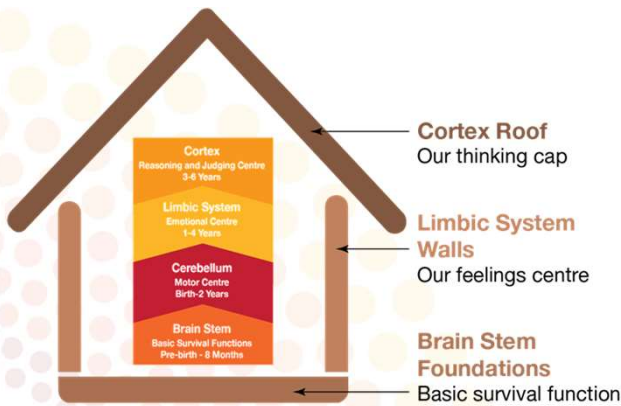 Cortex
Reasoning and Judging Centre
3-6 Years
Limbic System
Emotional Centre
1-4 Years
Cerebellum
Motor Centre
Birth-2 Years
Brain Stem
Basic Survival Functions
Pre-birth - 8 Months
Cortex Roof
Our thinking cap
Limbic System
Walls
Our feelings centre
Brain Stem
Foundations
Basic survival function